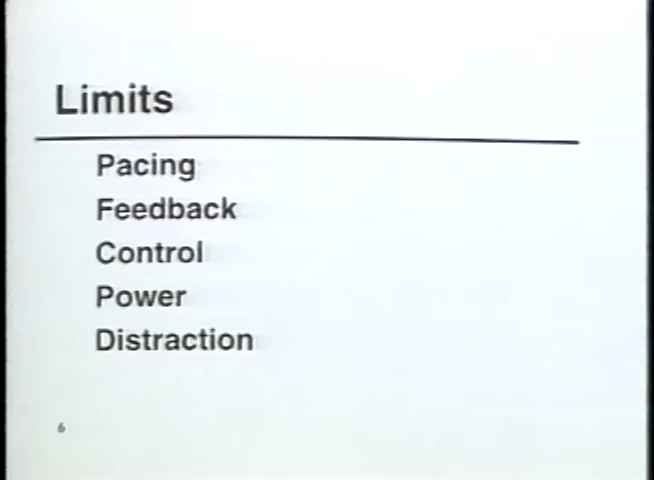 Limits
Pacing
Feedback
Control
Power
Distraction
6